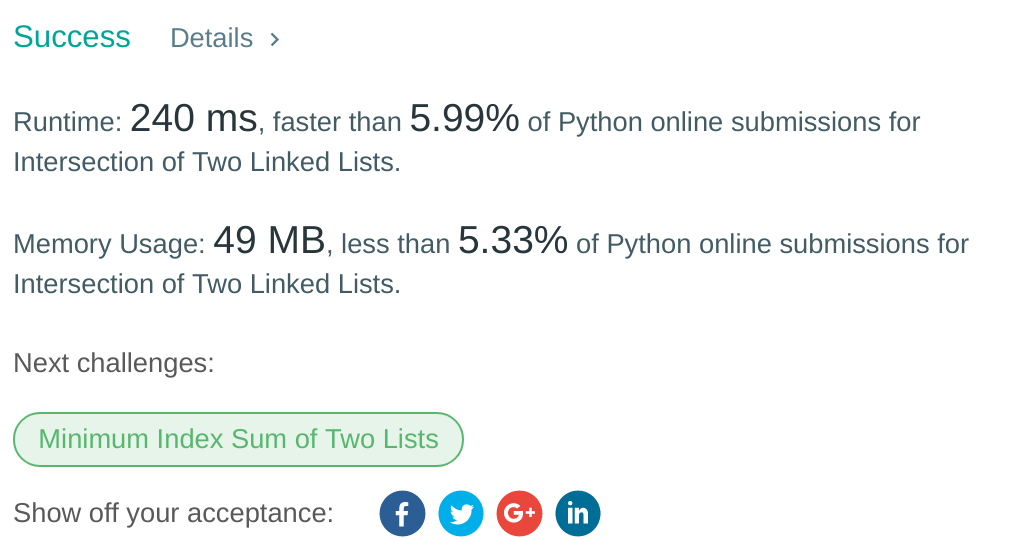 Success Details >
Runtime: 240 ms, faster than 5.99% of Python online submissions for
Intersection of Two Linked Lists.
Memory Usage: 49 MB, less than 5.33% of Python online submissions for
Intersection of Two Linked Lists.
Next challenges:
Minimum Index Sum of Two Lists
Show off your acceptance: f G+ in